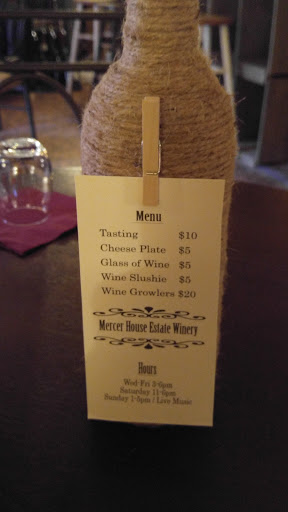 Menu
Tasting $10
Cheese Plate $5
Glass of Wine $5
Wine Slushie $5
Wine Growlers $20
Mercer House Estate Winery
Hours
Wed-Fri 3-9pm
Saturday 11-9pm
Sunday 1-5pm / Live Music